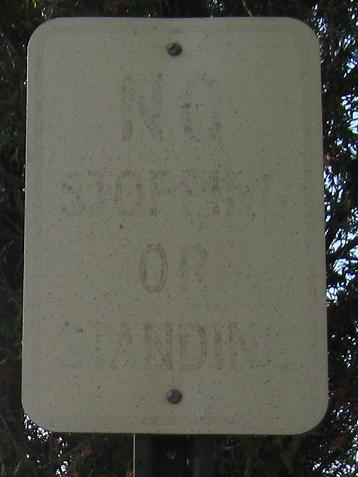 NO
STOPPING
OR
STANDING